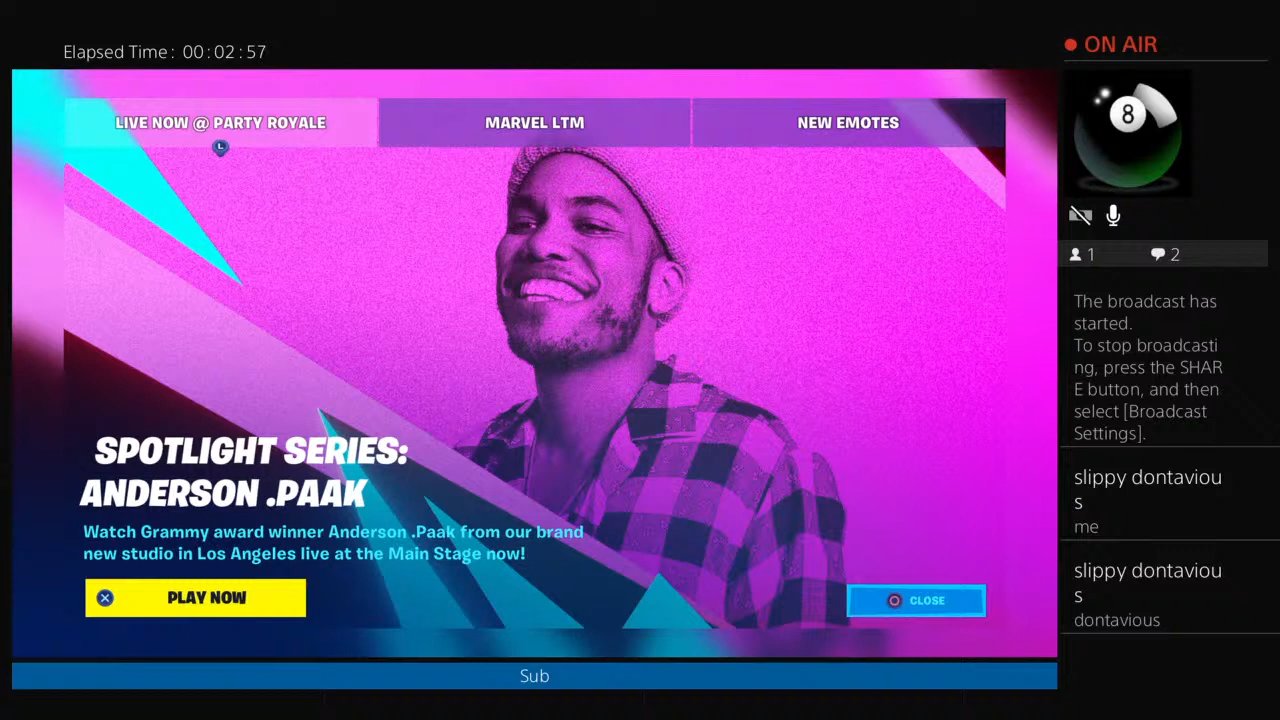 Elapsed Time: 00:02:57
ON AIR
LIVE NOW @ PARTY ROYALE
MARVEL LTM
NEW EMOTES
L
8
1
2
The broadcast has
started.
To stop broadcasti
ng, press the SHAR
E button, and then
select [Broadcast
Settings].
slippy dontaviou
s
me
slippy dontaviou
s
dontavious
SPOTLIGHT SERIES:
ANDERSON .PAAK
Watch Grammy award winner Anderson .Paak from our brand
new studio in Los Angeles live at the Main Stage now!
PLAY NOW
CLOSE
Sub